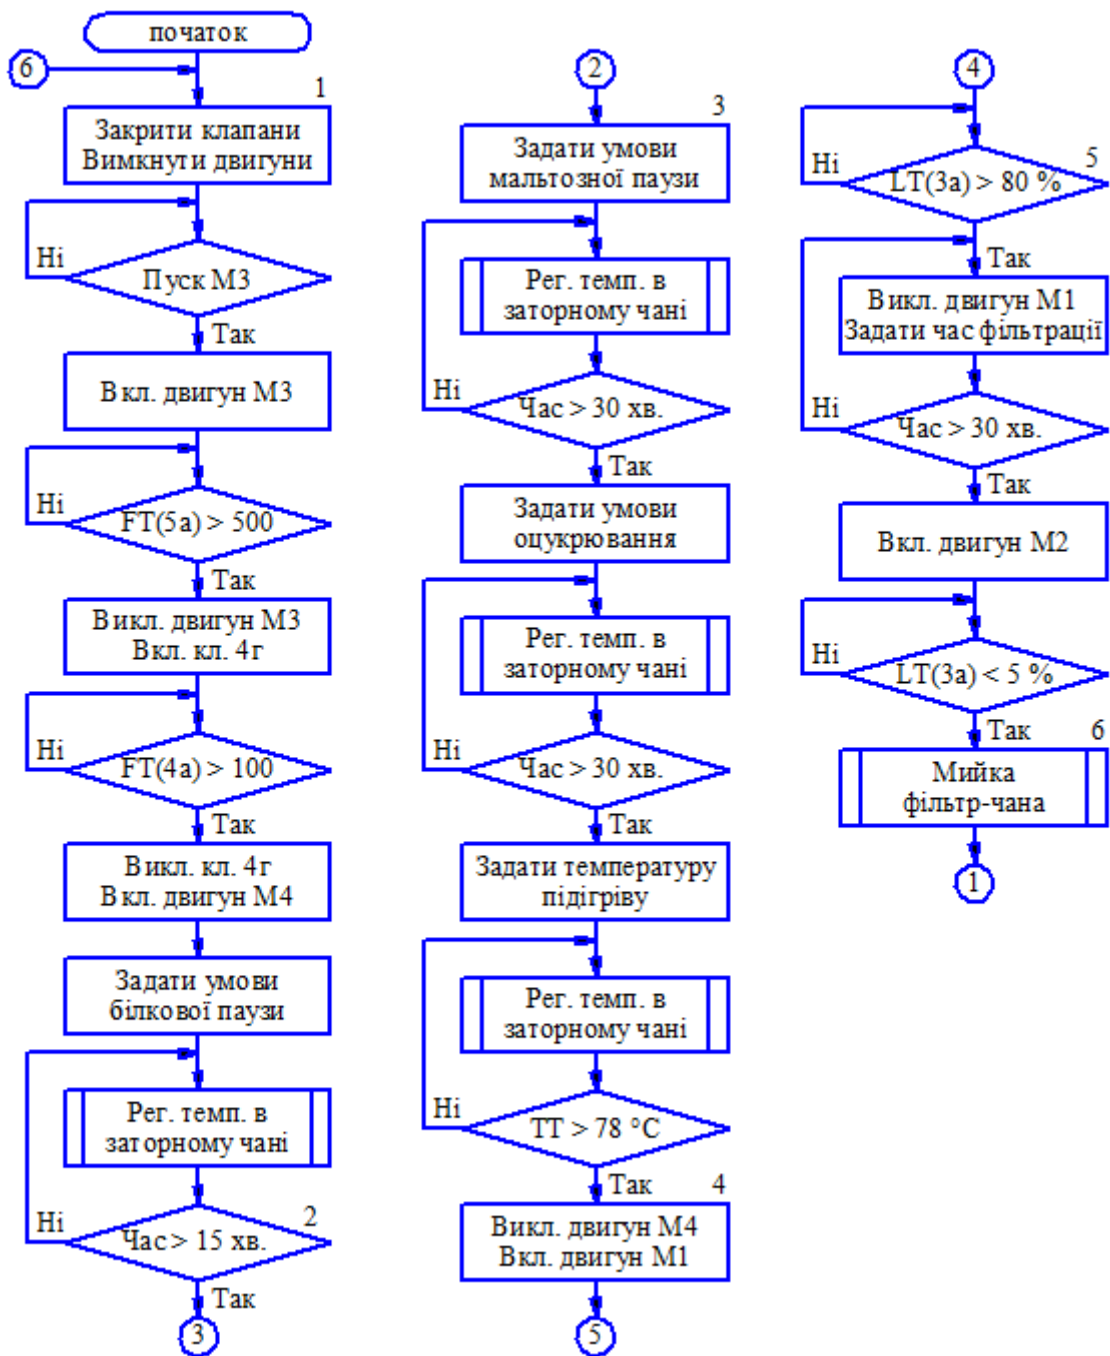 початок
6
1
Закрити клапани
Вимкнути двигуни
Ні
Пуск М3
Так
Вкл. двигун М3
Ні
FT(5а) > 500
Так
Викл. двигун М3
Вкл. кл. 4г
Ні
FT(4а) > 100
Так
Викл. кл. 4г
Вкл. двигун М4
Задати умови
білкової паузи
Рег. темп. в
заторному чані
Ні
Час > 15 хв.
2
Так
3
2
3
Задати умови
мальтозної паузи
Рег. темп. в
заторному чані
Ні
Час > 30 хв.
Так
Задати умови
оцукрювання
Рег. темп. в
заторному чані
Ні
Час > 30 хв.
Так
Задати температуру
підігріву
Рег. темп. в
заторному чані
Ні
ТТ > 78 °С
Так
4
Викл. двигун М4
Вкл. двигун М1
5
4
5
Ні
LT(3а) > 80 %
Так
Викл. двигун М1
Задати час фільтрації
Ні
Час > 30 хв.
Так
Вкл. двигун М2
Ні
LT(3а) < 5 %
Так
6
Мийка
фільтр-чана
1